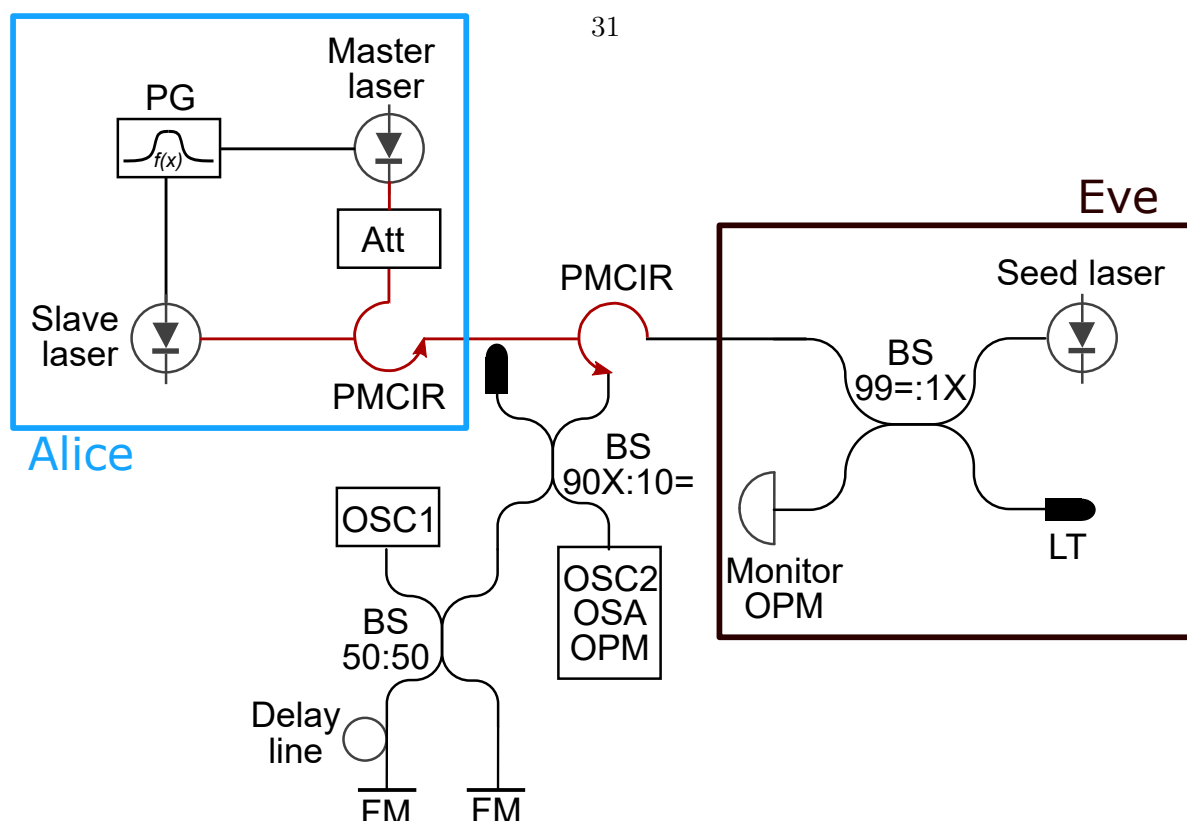 31
Master
laser
PG
f(x)
Att
Slave
laser
PMCIR
Alice
PMCIR
Eve
Seed laser
BS
99=:1X
BS
90X:10=
OSC1
OSC2
OSA
OPM
Monitor
OPM
LT
BS
50:50
Delay
line
FM
FM